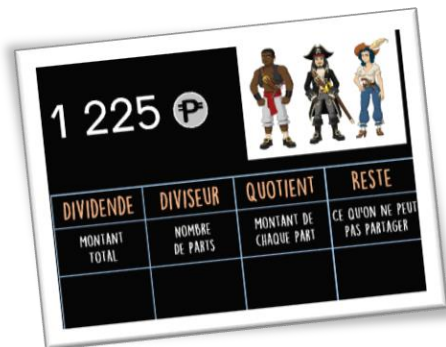 1 225 ₱
DIVIDENDE DIVISEUR QUOTIENT RESTE
MONTANT TOTAL NOMBRE DE PARTS MONTANT DE CHAQUE PART CE QU'ON NE PEUT PAS PARTAGER